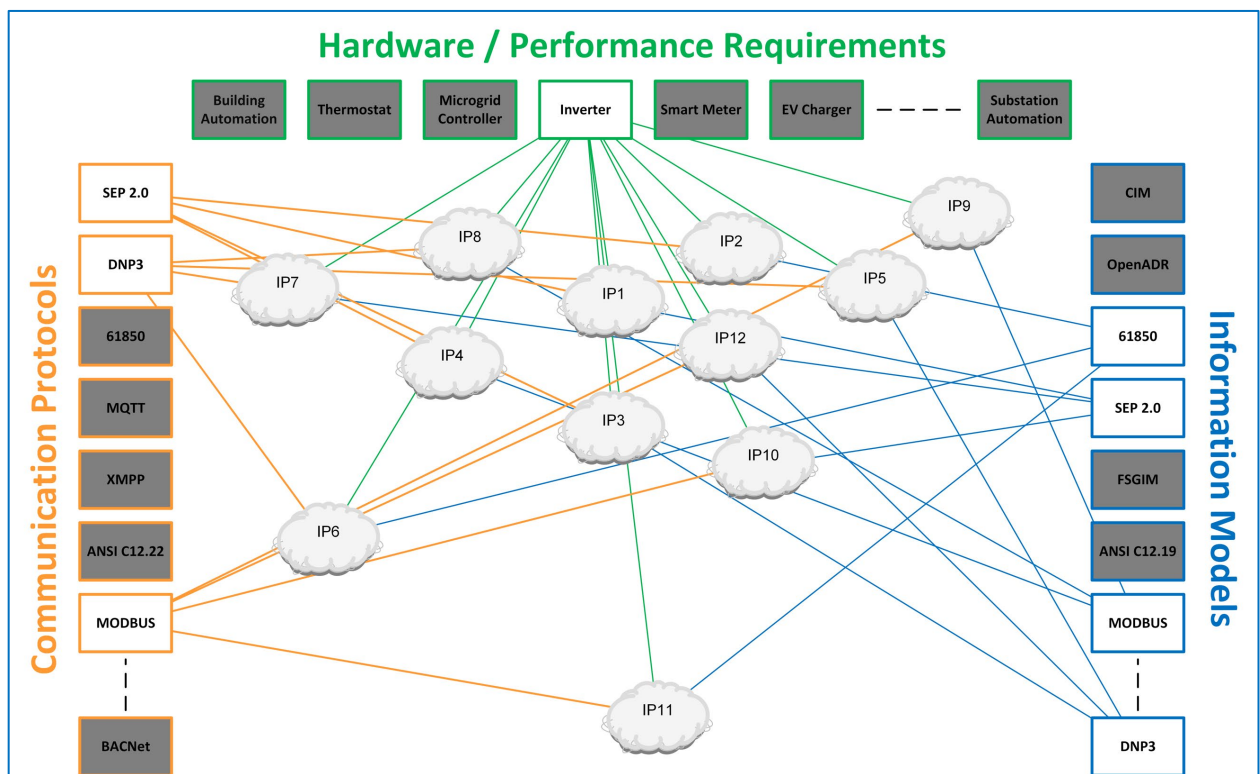 Hardware / Performance Requirements
Building
Automation
Thermostat
Microgrid
Controller
Inverter
Smart Meter
EV Charger
Substation
Automation
Communication Protocols
SEP 2.0
DNP3
61850
MQTT
XMPP
ANSI C12.22
MODBUS
BACNet
IP9
IP8
IP2
IP7
IP1
IP5
IP4
IP12
IP3
IP10
IP6
IP11
CIM
OpenADR
61850
SEP 2.0
FSGIM
ANSI C12.19
MODBUS
DNP3
Information Models